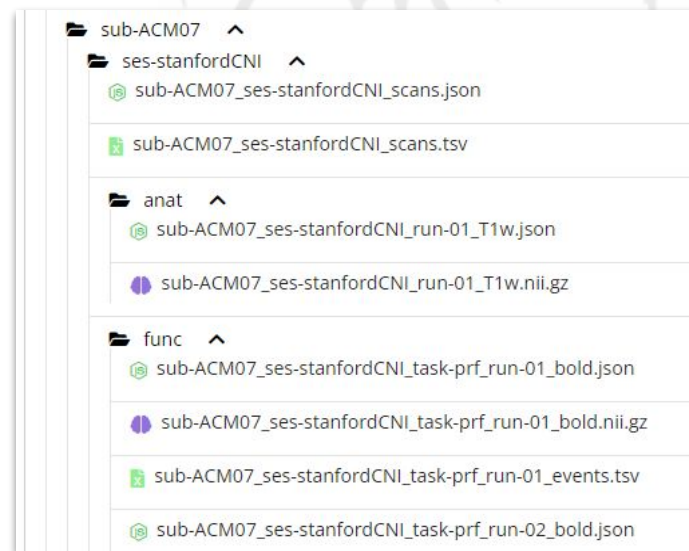 sub-ACM07
ses-stanfordCNI
sub-ACM07_ses-stanfordCNI_scans.json
sub-ACM07_ses-stanfordCNI_scans.tsv
anat
sub-ACM07_ses-stanfordCNI_run-01_T1w.json
sub-ACM07_ses-stanfordCNI_run-01_T1w.nii.gz
func
sub-ACM07_ses-stanfordCNI_task-prf_run-01_bold.json
sub-ACM07_ses-stanfordCNI_task-prf_run-01_bold.nii.gz
sub-ACM07_ses-stanfordCNI_task-prf_run-01_events.tsv
sub-ACM07_ses-stanfordCNI_task-prf_run-02_bold.json